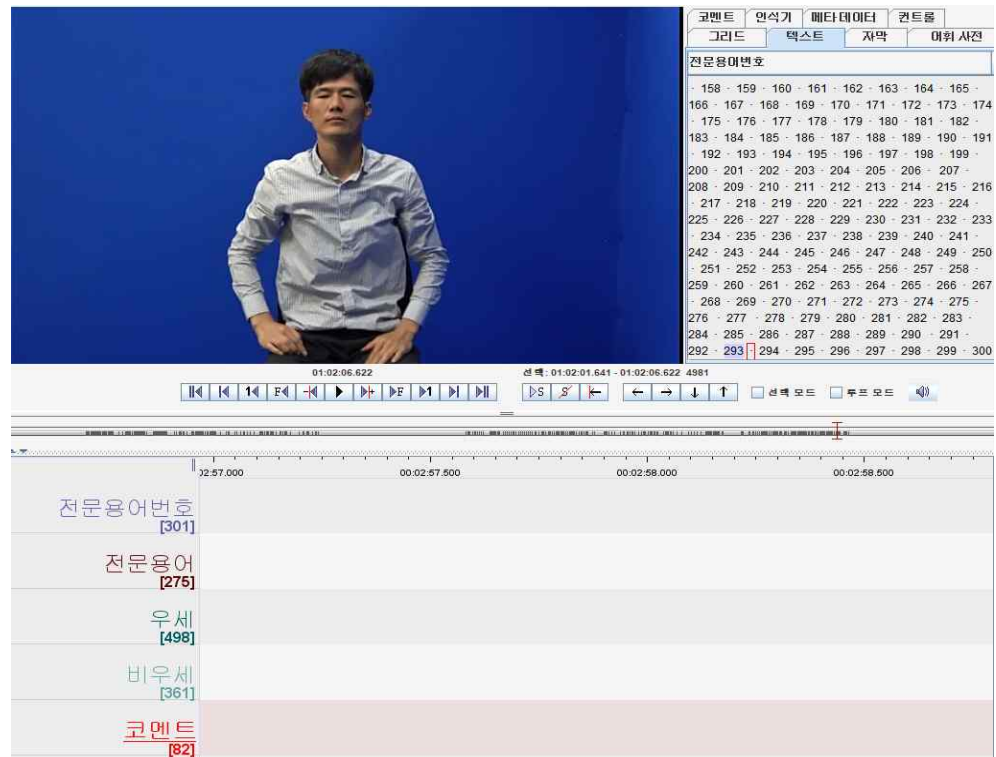 코멘트 인식기 메타데이터 컨트롤
그리드 텍스트 자막 어휘 사전
전문용어번호
· 158 · 159 · 160 · 161 · 162 · 163 · 164 · 165 ·
166 · 167 · 168 · 169 · 170 · 171 · 172 · 173 · 174
· 175 · 176 · 177 · 178 · 179 · 180 · 181 · 182 ·
183 · 184 · 185 · 186 · 187 · 188 · 189 · 190 · 191
· 192 · 193 · 194 · 195 · 196 · 197 · 198 · 199 ·
200 · 201 · 202 · 203 · 204 · 205 · 206 · 207 ·
208 · 209 · 210 · 211 · 212 · 213 · 214 · 215 · 216
· 217 · 218 · 219 · 220 · 221 · 222 · 223 · 224 ·
225 · 226 · 227 · 228 · 229 · 230 · 231 · 232 · 233
· 234 · 235 · 236 · 237 · 238 · 239 · 240 · 241 ·
242 · 243 · 244 · 245 · 246 · 247 · 248 · 249 · 250
· 251 · 252 · 253 · 254 · 255 · 256 · 257 · 258 ·
259 · 260 · 261 · 262 · 263 · 264 · 265 · 266 · 267
· 268 · 269 · 270 · 271 · 272 · 273 · 274 · 275 ·
276 · 277 · 278 · 279 · 280 · 281 · 282 · 283 ·
284 · 285 · 286 · 287 · 288 · 289 · 290 · 291 ·
292 · 293 · 294 · 295 · 296 · 297 · 298 · 299 · 300
01:02:06.622 선택: 01:02:01.641 - 01:02:06.622 4981
1 F F 1 S S 선택 모드 루프 모드
02:57.000 00:02:57.500 00:02:58.000 00:02:58.500
전문용어번호
[301]
전문용어
[275]
우세
[498]
비우세
[361]
코멘트
[82]